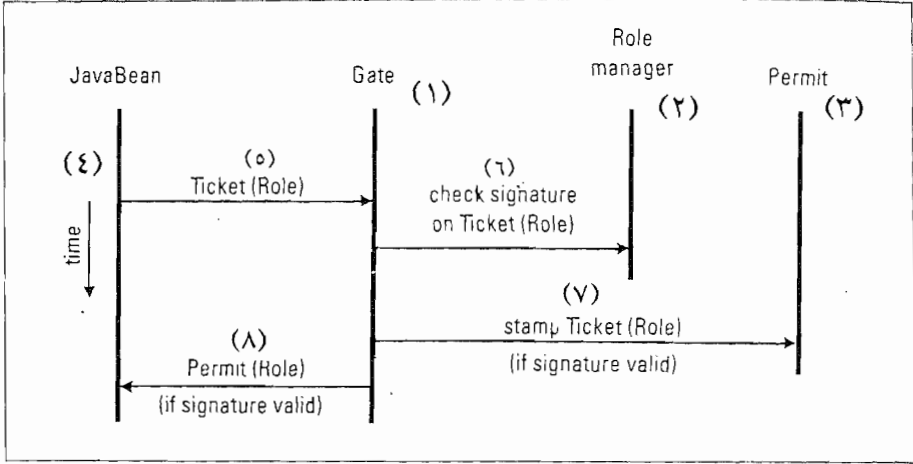 Role
JavaBean Gate manager Permit
(١) (٢) (٣)
(٤) (٥) (٦)
Ticket (Role) check signature
on Ticket (Role)
time
(٧)
stamp Ticket (Role)
(٨) (if signature valid)
Permit (Role)
(if signature valid)